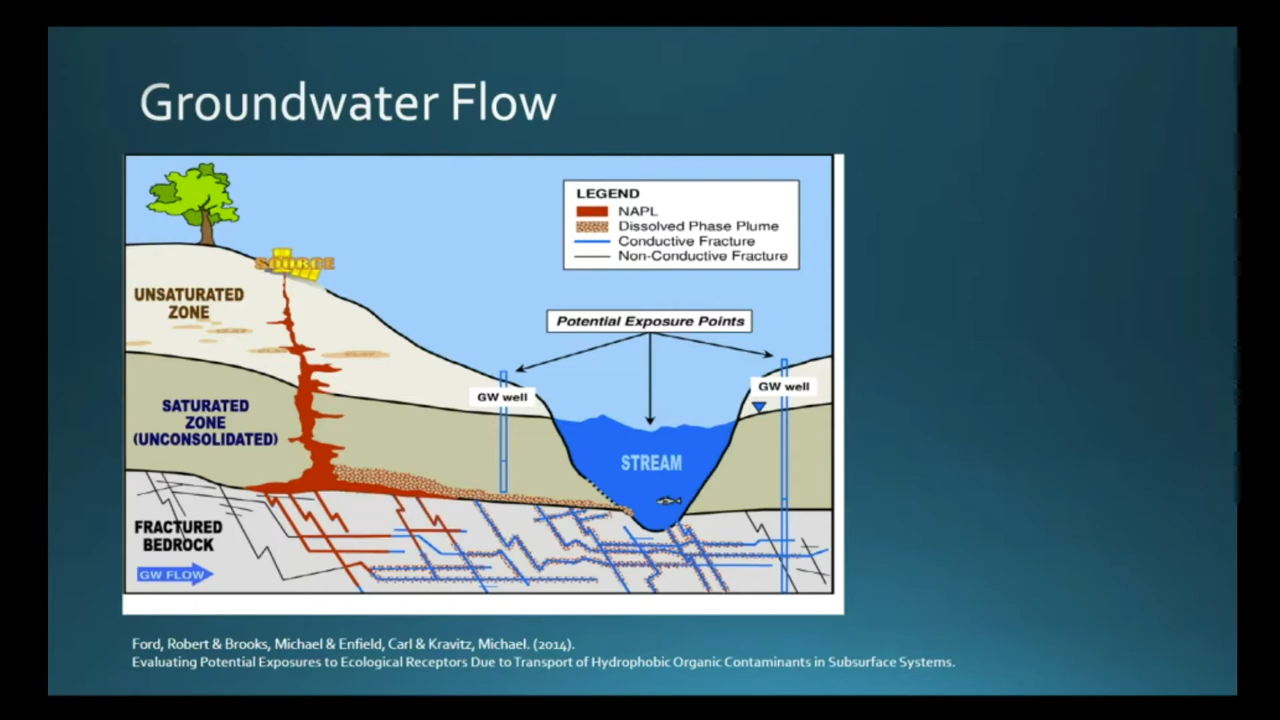 Groundwater Flow
LEGEND
NAPL
Dissolved Phase Plume
Conductive Fracture
Non-Conductive Fracture
SOURCE
UNSATURATED
ZONE
Potential Exposure Points
GW well
GW well
SATURATED
ZONE
(UNCONSOLIDATED)
STREAM
FRACTURED
BEDROCK
GW FLOW
Ford, Robert & Brooks, Michael & Enfield, Carl & Kravitz, Michael. (2014).
Evaluating Potential Exposures to Ecological Receptors Due to Transport of Hydrophobic Organic Contaminants in Subsurface Systems.